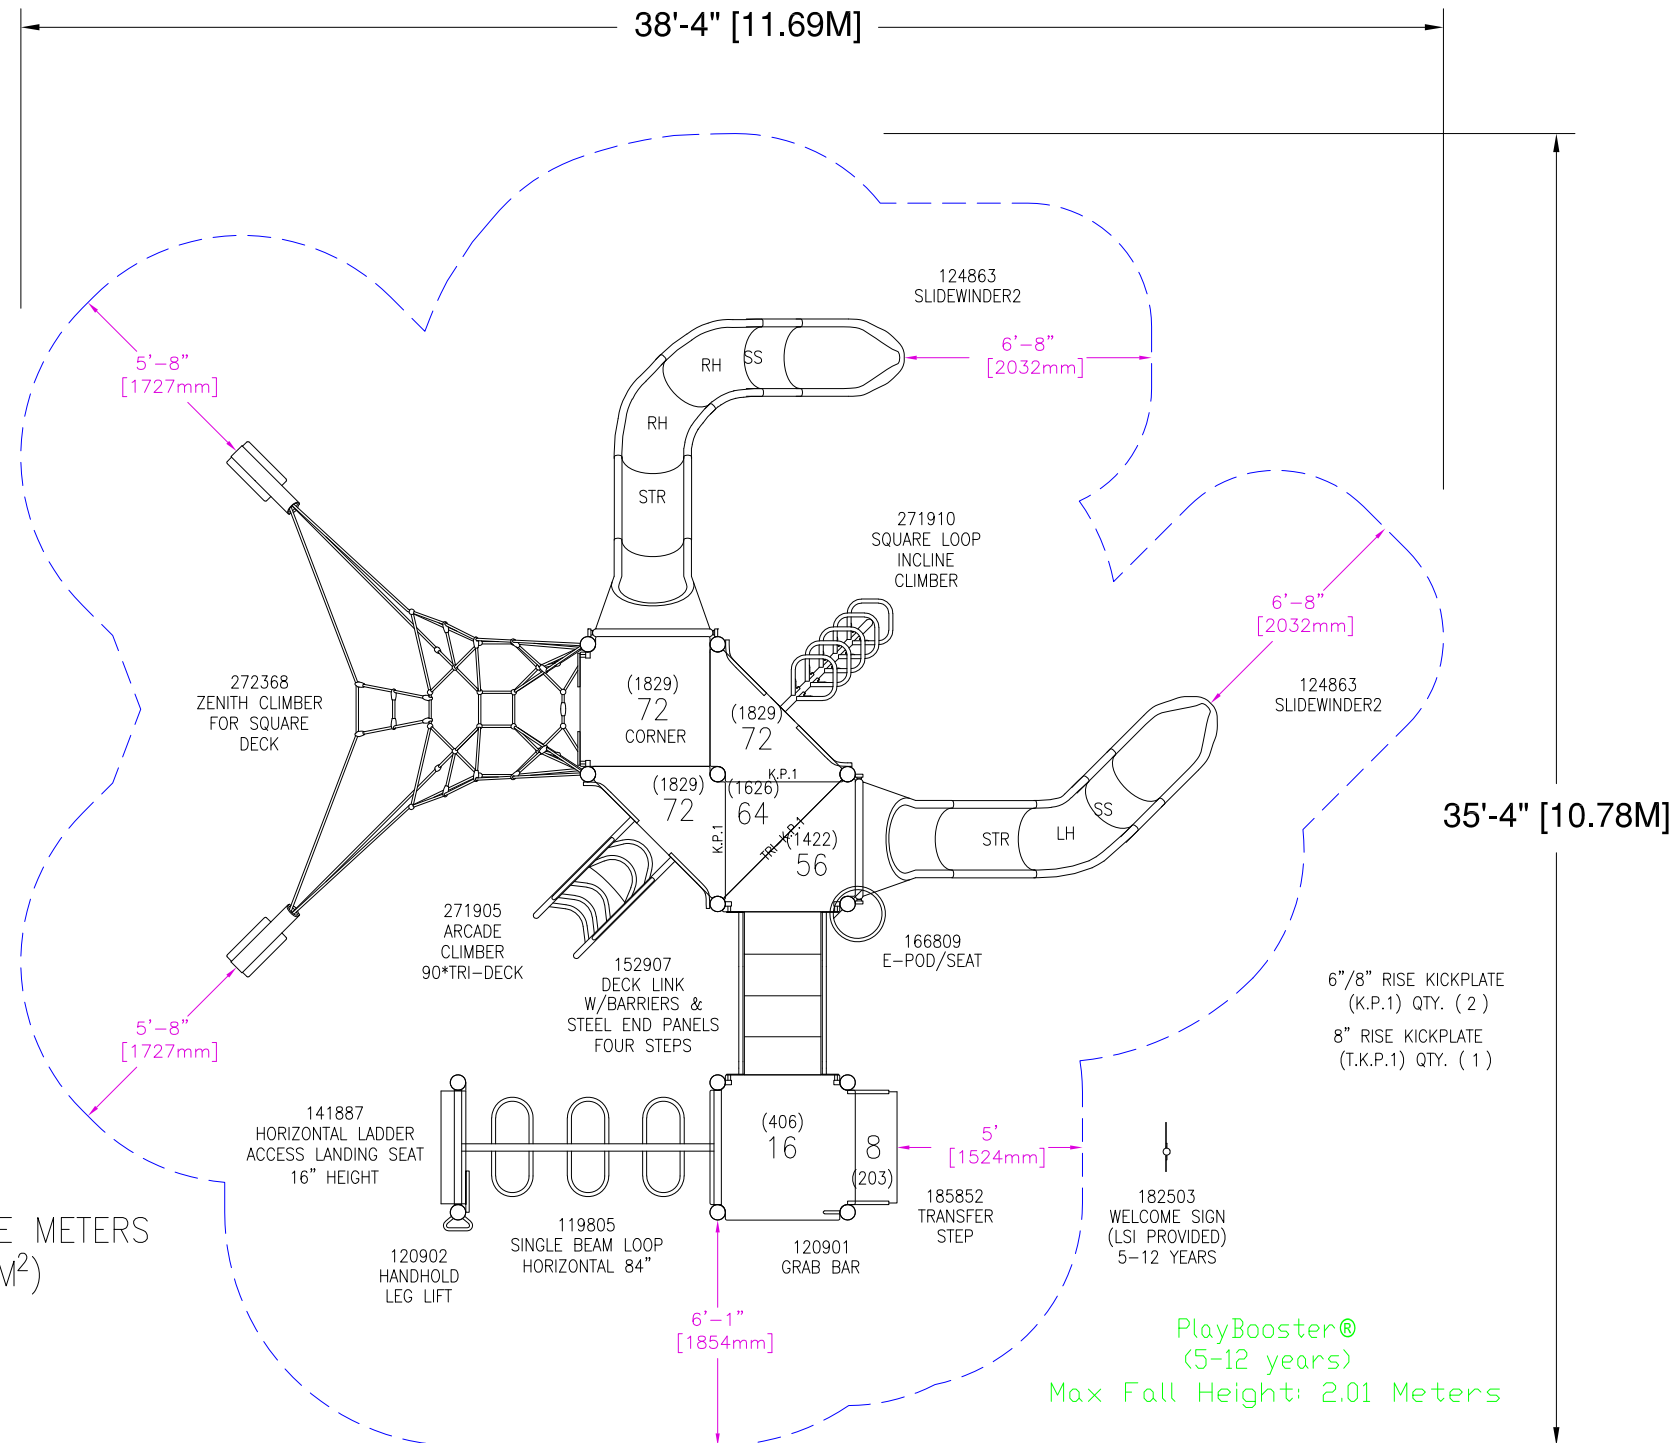 38'-4" [11.69M]
124863
SLIDEWINDER2
5'-8"
[1727mm]
6'-8"
[2032mm]
RH
SS
RH
STR
271910
SQUARE LOOP
INCLINE
CLIMBER
6'-8"
[2032mm]
272368
ZENITH CLIMBER
FOR SQUARE
DECK
(1829)
72
CORNER
(1829)
72
124863
SLIDEWINDER2
K.P.1
(1829)
72
(1626)
64
K.P.1
TRI K.P.1
(1422)
56
STR
LH
SS
35'-4" [10.78M]
271905
ARCADE
CLIMBER
90*TRI-DECK
152907
DECK LINK
W/BARRIERS &
STEEL END PANELS
FOUR STEPS
166809
E-POD/SEAT
6"/8" RISE KICKPLATE
(K.P.1) QTY. ( 2 )
8" RISE KICKPLATE
(T.K.P.1) QTY. ( 1 )
5'-8"
[1727mm]
141887
HORIZONTAL LADDER
ACCESS LANDING SEAT
16" HEIGHT
(406)
16
8
(203)
5'
[1524mm]
185852
TRANSFER
STEP
182503
WELCOME SIGN
(LSI PROVIDED)
5-12 YEARS
E METERS
M²)
120902
HANDHOLD
LEG LIFT
119805
SINGLE BEAM LOOP
HORIZONTAL 84"
120901
GRAB BAR
6'-1"
[1854mm]
PlayBooster®
(5-12 years)
Max Fall Height: 2.01 Meters